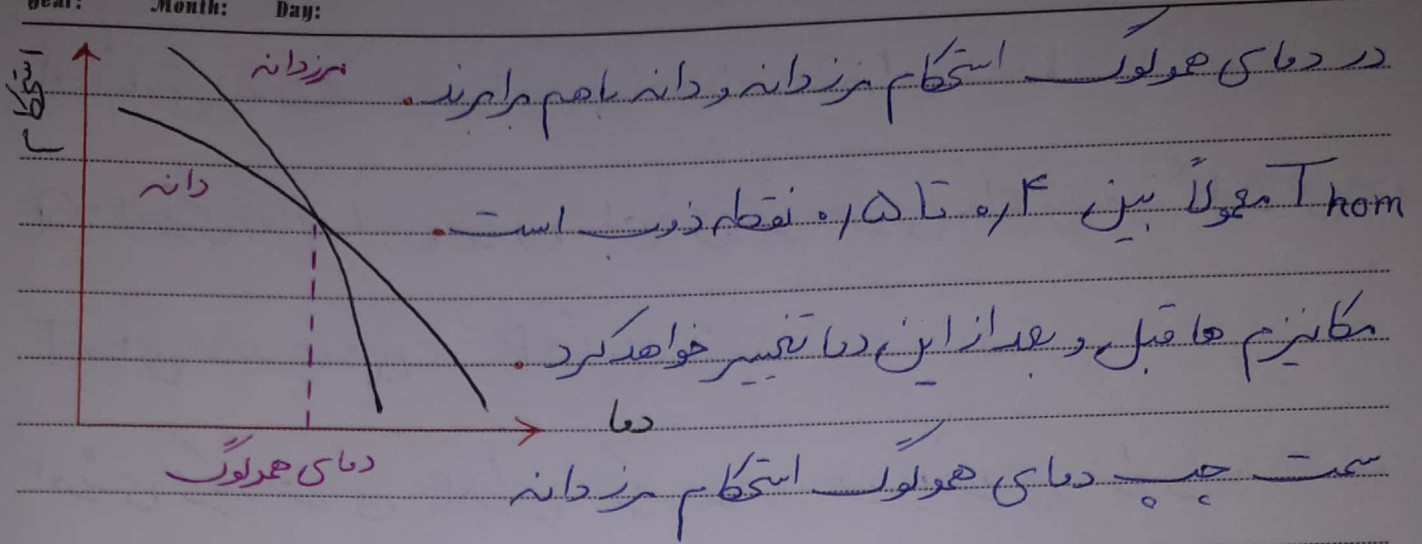 Year: Month: Day:
در دمای همولوگ استحکام مرزدانه و دانه باهم برابرند.
Thom معمولاً بین ۰٫۴ تا ۰٫۵ نقطه ذوب است.
مکانیزم ها قبل و بعد از این دما تغییر خواهد کرد.
سمت چپ دمای همولوگ استحکام مرزدانه
استحکام
مرزدانه
دانه
دما
دمای همولوگ